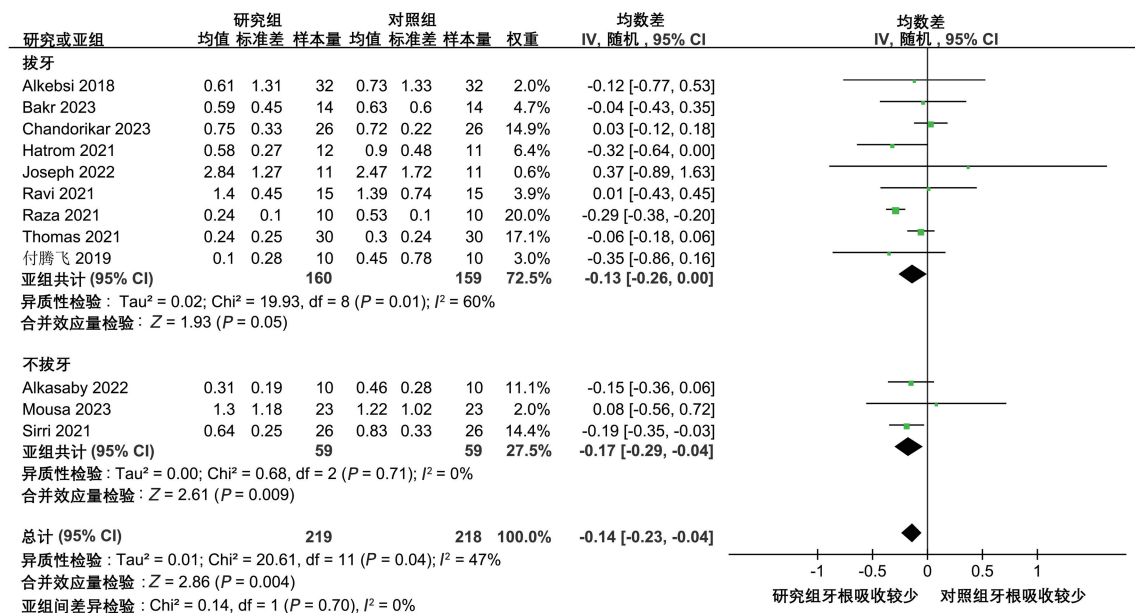 研究组 对照组 均数差 均数差
研究或亚组 均值 标准差 样本量 均值 标准差 样本量 权重 IV, 随机 , 95% CI IV, 随机 , 95% CI
拔牙
Alkebsi 2018 0.61 1.31 32 0.73 1.33 32 2.0% -0.12 [-0.77, 0.53]
Bakr 2023 0.59 0.45 14 0.63 0.6 14 4.7% -0.04 [-0.43, 0.35]
Chandorikar 2023 0.75 0.33 26 0.72 0.22 26 14.9% 0.03 [-0.12, 0.18]
Hatrom 2021 0.58 0.27 12 0.9 0.48 11 6.4% -0.32 [-0.64, 0.00]
Joseph 2022 2.84 1.27 11 2.47 1.72 11 0.6% 0.37 [-0.89, 1.63]
Ravi 2021 1.4 0.45 15 1.39 0.74 15 3.9% 0.01 [-0.43, 0.45]
Raza 2021 0.24 0.1 10 0.53 0.1 10 20.0% -0.29 [-0.38, -0.20]
Thomas 2021 0.24 0.25 30 0.3 0.24 30 17.1% -0.06 [-0.18, 0.06]
付腾飞 2019 0.1 0.28 10 0.45 0.78 10 3.0% -0.35 [-0.86, 0.16]
亚组共计 (95% CI) 160 159 72.5% -0.13 [-0.26, 0.00]
异质性检验 : Tau² = 0.02; Chi² = 19.93, df = 8 (P = 0.01); I² = 60%
合并效应量检验 : Z = 1.93 (P = 0.05)
不拔牙
Alkasaby 2022 0.31 0.19 10 0.46 0.28 10 11.1% -0.15 [-0.36, 0.06]
Mousa 2023 1.3 1.18 23 1.22 1.02 23 2.0% 0.08 [-0.56, 0.72]
Sirri 2021 0.64 0.25 26 0.83 0.33 26 14.4% -0.19 [-0.35, -0.03]
亚组共计 (95% CI) 59 59 27.5% -0.17 [-0.29, -0.04]
异质性检验 : Tau² = 0.00; Chi² = 0.68, df = 2 (P = 0.71); I² = 0%
合并效应量检验 : Z = 2.61 (P = 0.009)
总计 (95% CI) 219 218 100.0% -0.14 [-0.23, -0.04]
异质性检验 : Tau² = 0.01; Chi² = 20.61, df = 11 (P = 0.04); I² = 47%
合并效应量检验 : Z = 2.86 (P = 0.004)
亚组间差异检验 : Chi² = 0.14, df = 1 (P = 0.70), I² = 0%
-1 -0.5 0 0.5 1
研究组牙根吸收较少 对照组牙根吸收较少